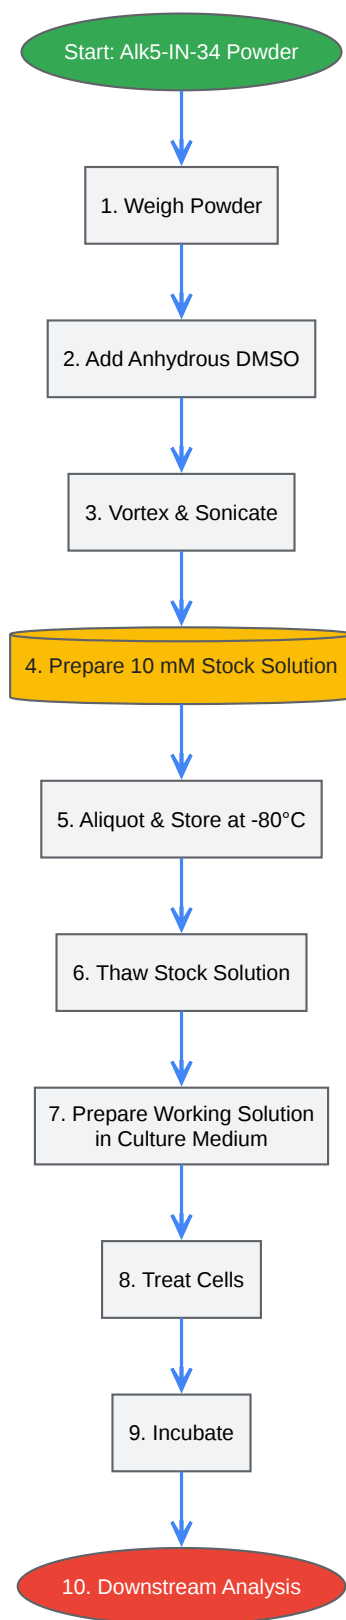 Start: Alk5-IN-34 Powder
1. Weigh Powder
2. Add Anhydrous DMSO
3. Vortex & Sonicate
4. Prepare 10 mM Stock Solution
5. Aliquot & Store at -80°C
6. Thaw Stock Solution
7. Prepare Working Solution
in Culture Medium
8. Treat Cells
9. Incubate
10. Downstream Analysis